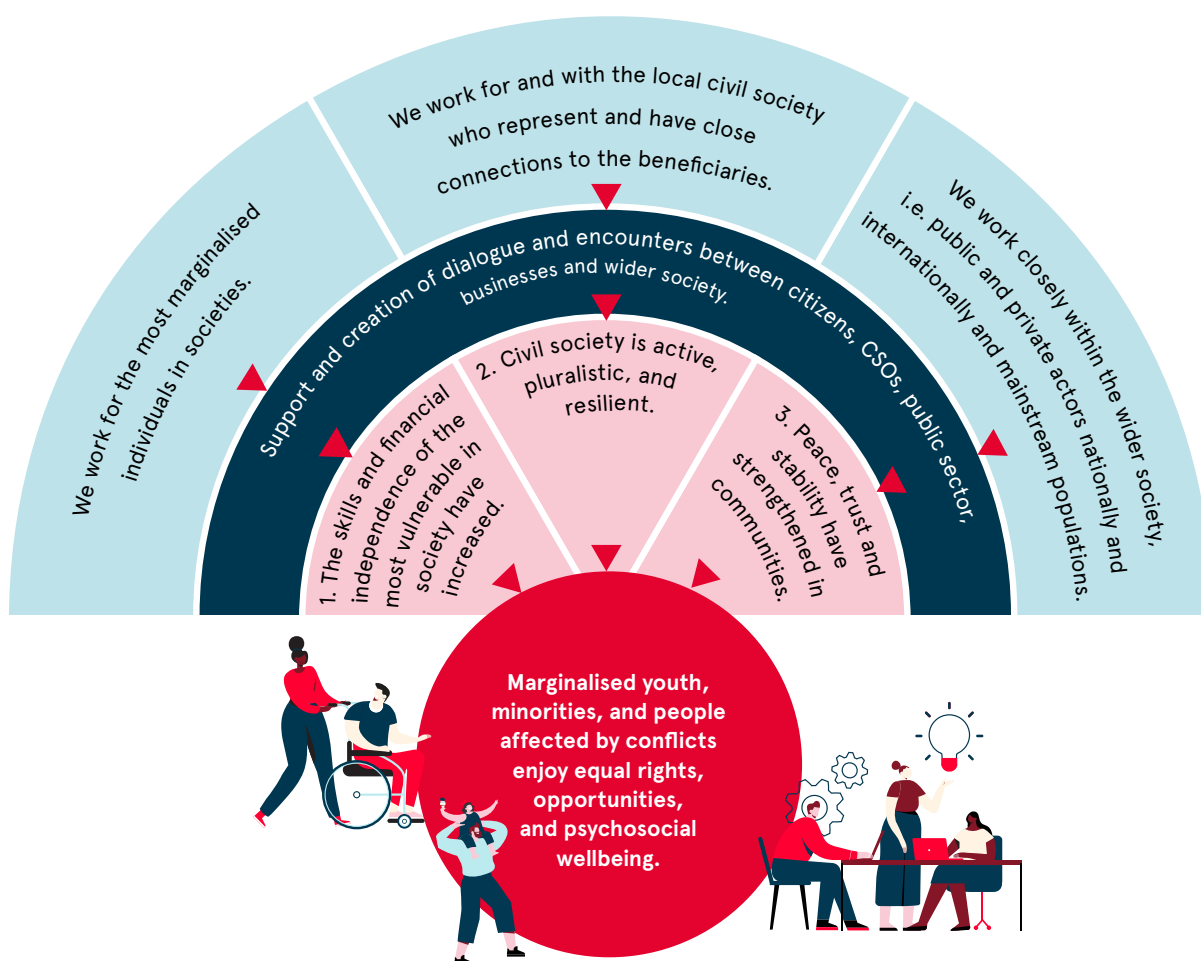 We work for the most marginalised
individuals in societies.
We work for and with the local civil society
who represent and have close
connections to the beneficiaries.
We work closely within the wider society,
i.e. public and private actors nationally and
internationally and mainstream populations.
Support and creation of dialogue and encounters between citizens, CSOs, public sector,
businesses and wider society.
1. The skills and financial
independence of the
most vulnerable in
society have
increased.
2. Civil society is active,
pluralistic, and
resilient.
3. Peace, trust and
stability have
strengthened in
communities.
Marginalised youth,
minorities, and people
affected by conflicts
enjoy equal rights,
opportunities,
and psychosocial
wellbeing.